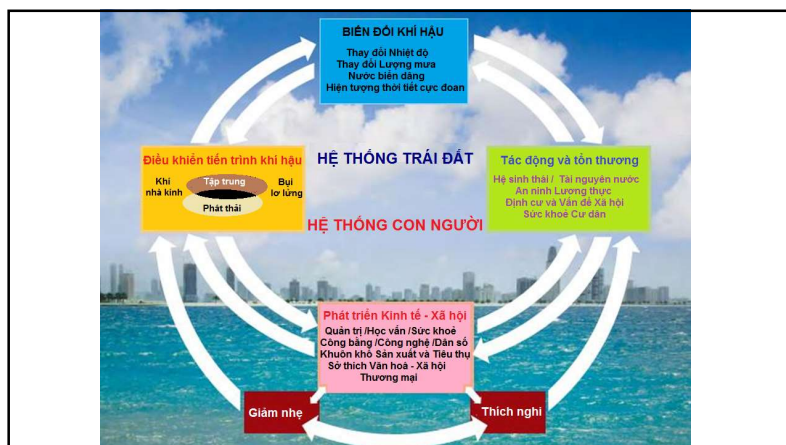 BIẾN ĐỔI KHÍ HẬU
Thay đổi Nhiệt độ
Thay đổi Lượng mưa
Nước biển dâng
Hiện tượng thời tiết cực đoan
Điều khiển tiến trình khí hậu
Khí
nhà kính
Tập trung
Phát thải
Bụi
lơ lửng
HỆ THỐNG TRÁI ĐẤT
HỆ THỐNG CON NGƯỜI
Tác động và tổn thương
Hệ sinh thái / Tài nguyên nước
An ninh Lương thực
Định cư và Vấn đề Xã hội
Sức khoẻ Cư dân
Phát triển Kinh tế - Xã hội
Quản trị /Học vấn /Sức khoẻ
Công bằng /Công nghệ /Dân số
Khuôn khổ Sản xuất và Tiêu thụ
Sở thích Văn hoá - Xã hội
Thương mại
Giảm nhẹ
Thích nghi